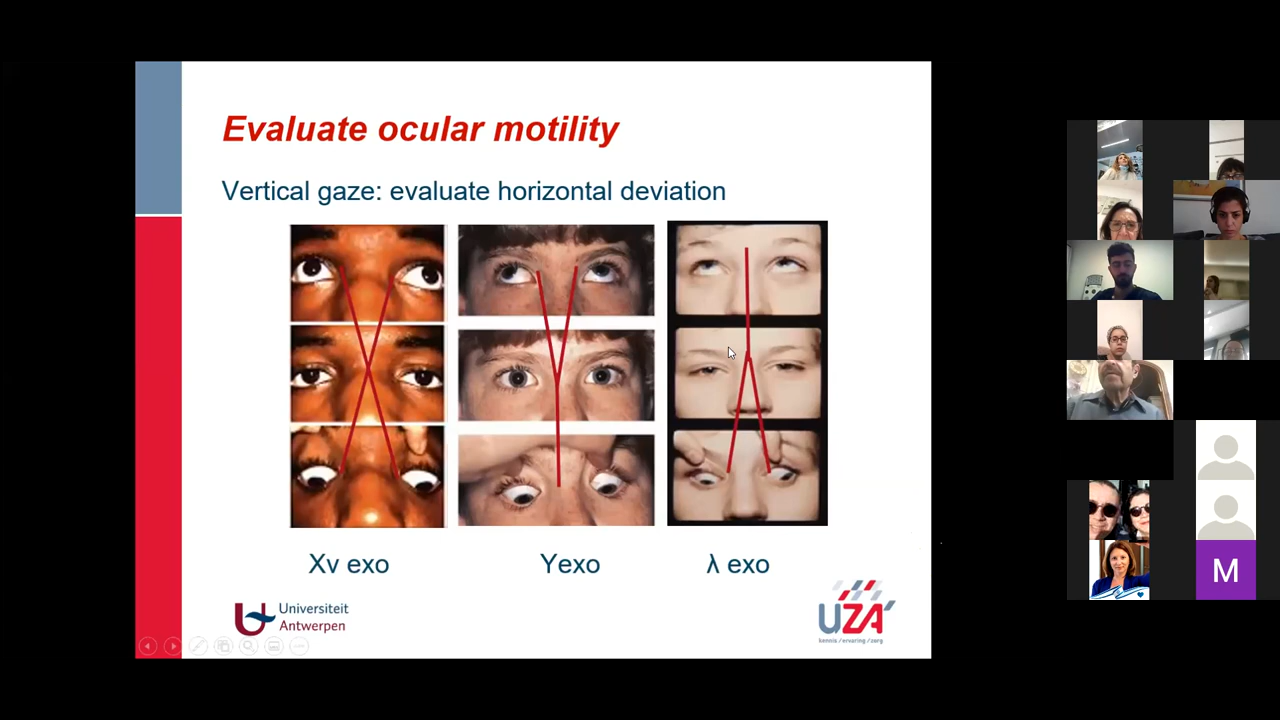 Evaluate ocular motility
Vertical gaze: evaluate horizontal deviation
Xv exo
Yexo
λ exo
Universiteit
Antwerpen
UZA'
kennis / ervaring / zorg
M